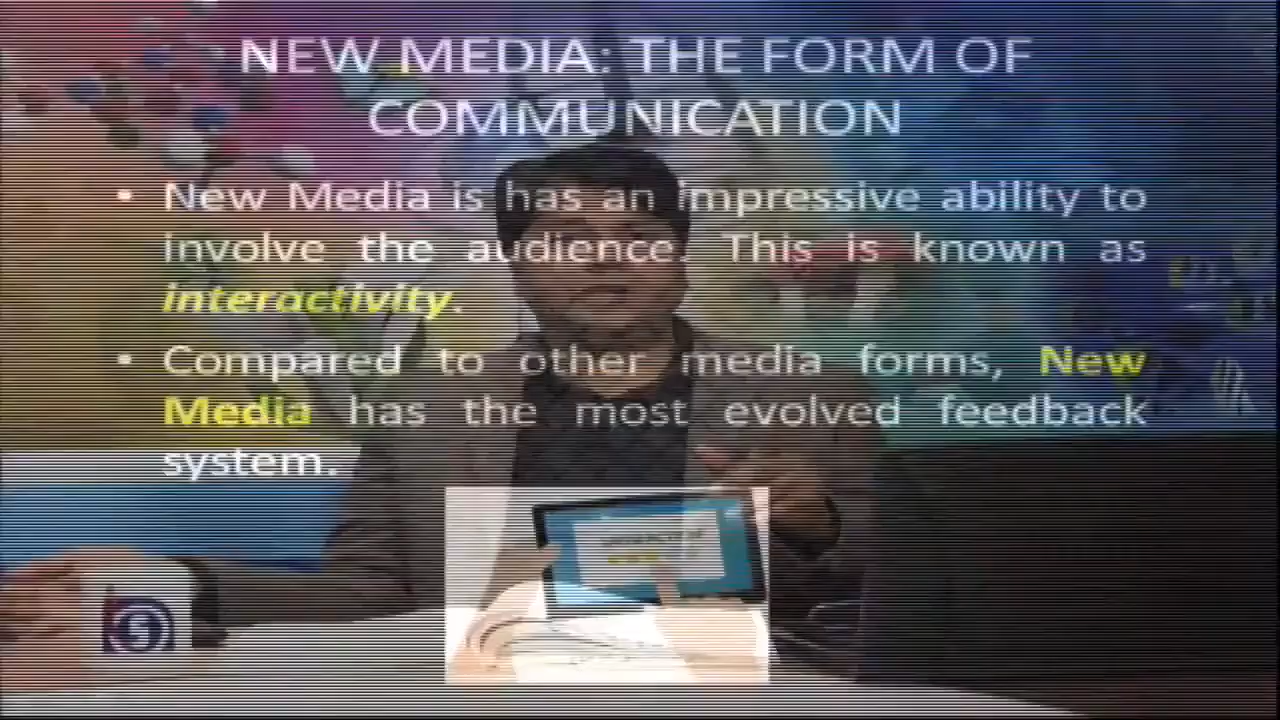 NEW MEDIA: THE FORM OF
COMMUNICATION
• New Media is has an impressive ability to
involve the audience. This is known as
interactivity.
• Compared to other media forms, New
Media has the most evolved feedback
system.